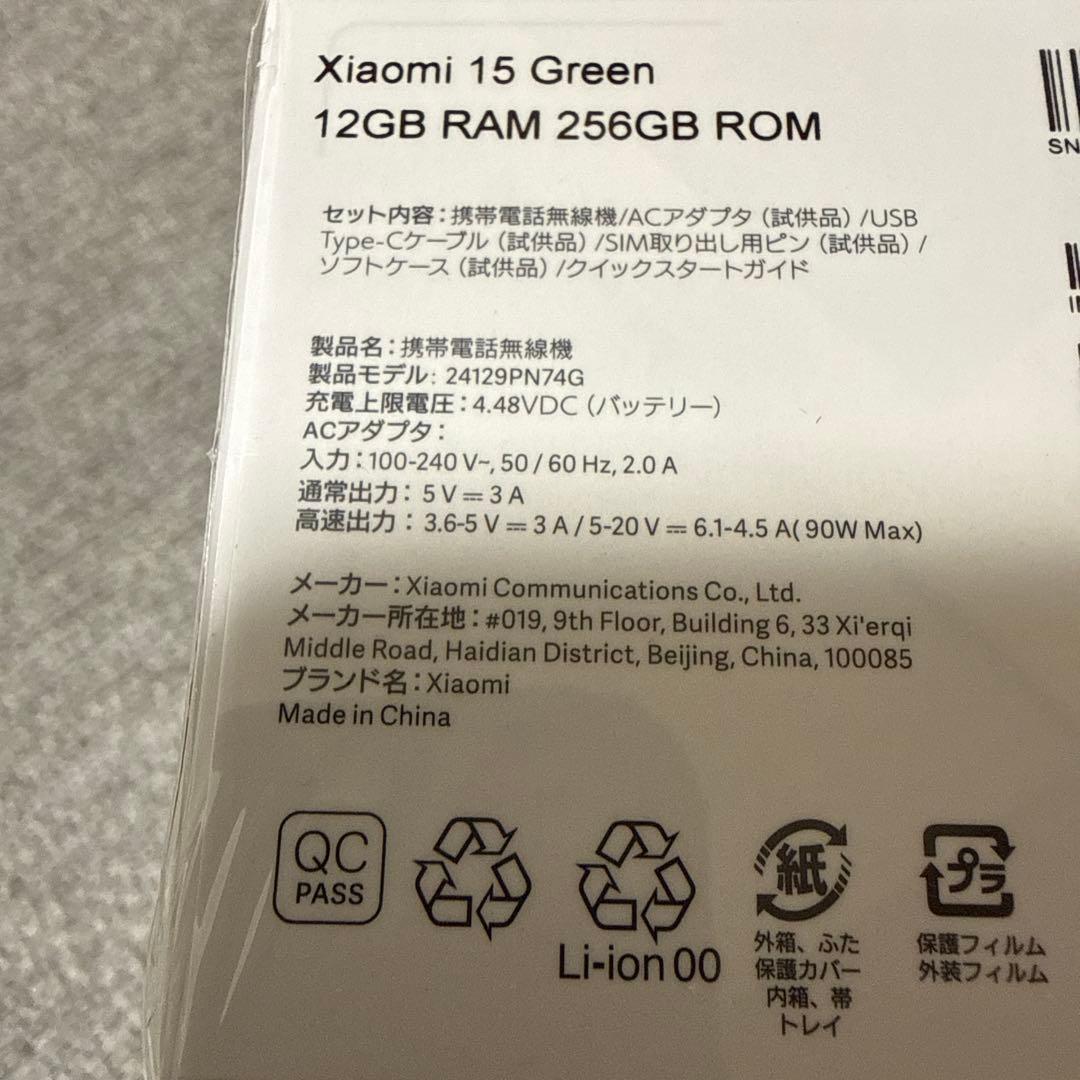 Xiaomi 15 Green
12GB RAM 256GB ROM
SN
セット内容：携帯電話無線機/ACアダプタ（試供品）/USB
Type-Cケーブル（試供品）/SIM取り出し用ピン（試供品）/
ソフトケース（試供品）/クイックスタートガイド
製品名：携帯電話無線機
製品モデル: 24129PN74G
充電上限電圧：4.48VDC（バッテリー）
ACアダプタ：
入力：100-240 V~, 50 / 60 Hz, 2.0 A
通常出力： 5 V ⎓ 3 A
高速出力： 3.6-5 V ⎓ 3 A / 5-20 V ⎓ 6.1-4.5 A( 90W Max)
メーカー：Xiaomi Communications Co., Ltd.
メーカー所在地：#019, 9th Floor, Building 6, 33 Xi'erqi
Middle Road, Haidian District, Beijing, China, 100085
ブランド名：Xiaomi
Made in China
QC
PASS
Li-ion 00
紙
外箱、ふた
保護カバー
内箱、帯
トレイ
プラ
保護フィルム
外装フィルム